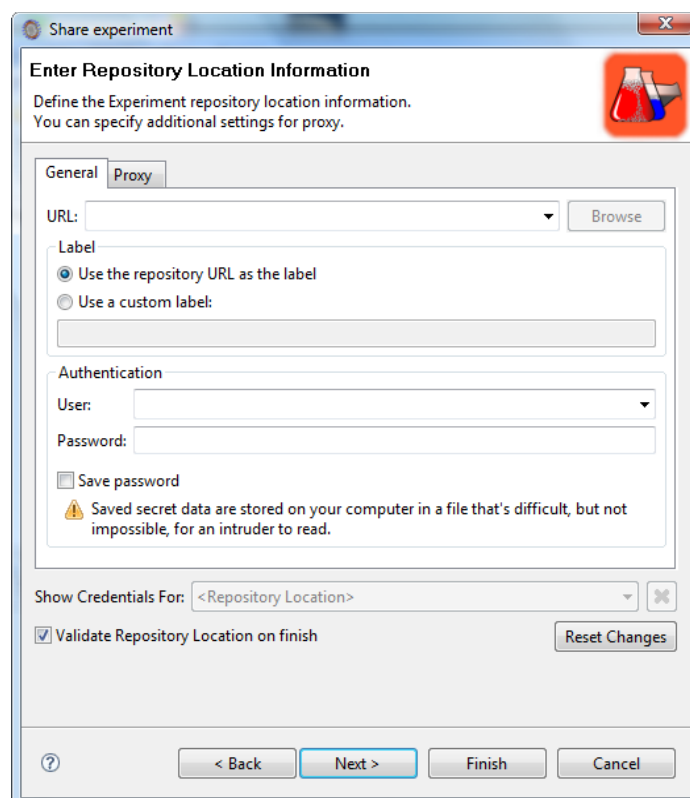 Share experiment
Enter Repository Location Information
Define the Experiment repository location information.
You can specify additional settings for proxy.
General Proxy
URL: Browse
Label
Use the repository URL as the label
Use a custom label:
Authentication
User:
Password:
Save password
Saved secret data are stored on your computer in a file that's difficult, but not
impossible, for an intruder to read.
Show Credentials For: <Repository Location>
Validate Repository Location on finish Reset Changes
? < Back Next > Finish Cancel